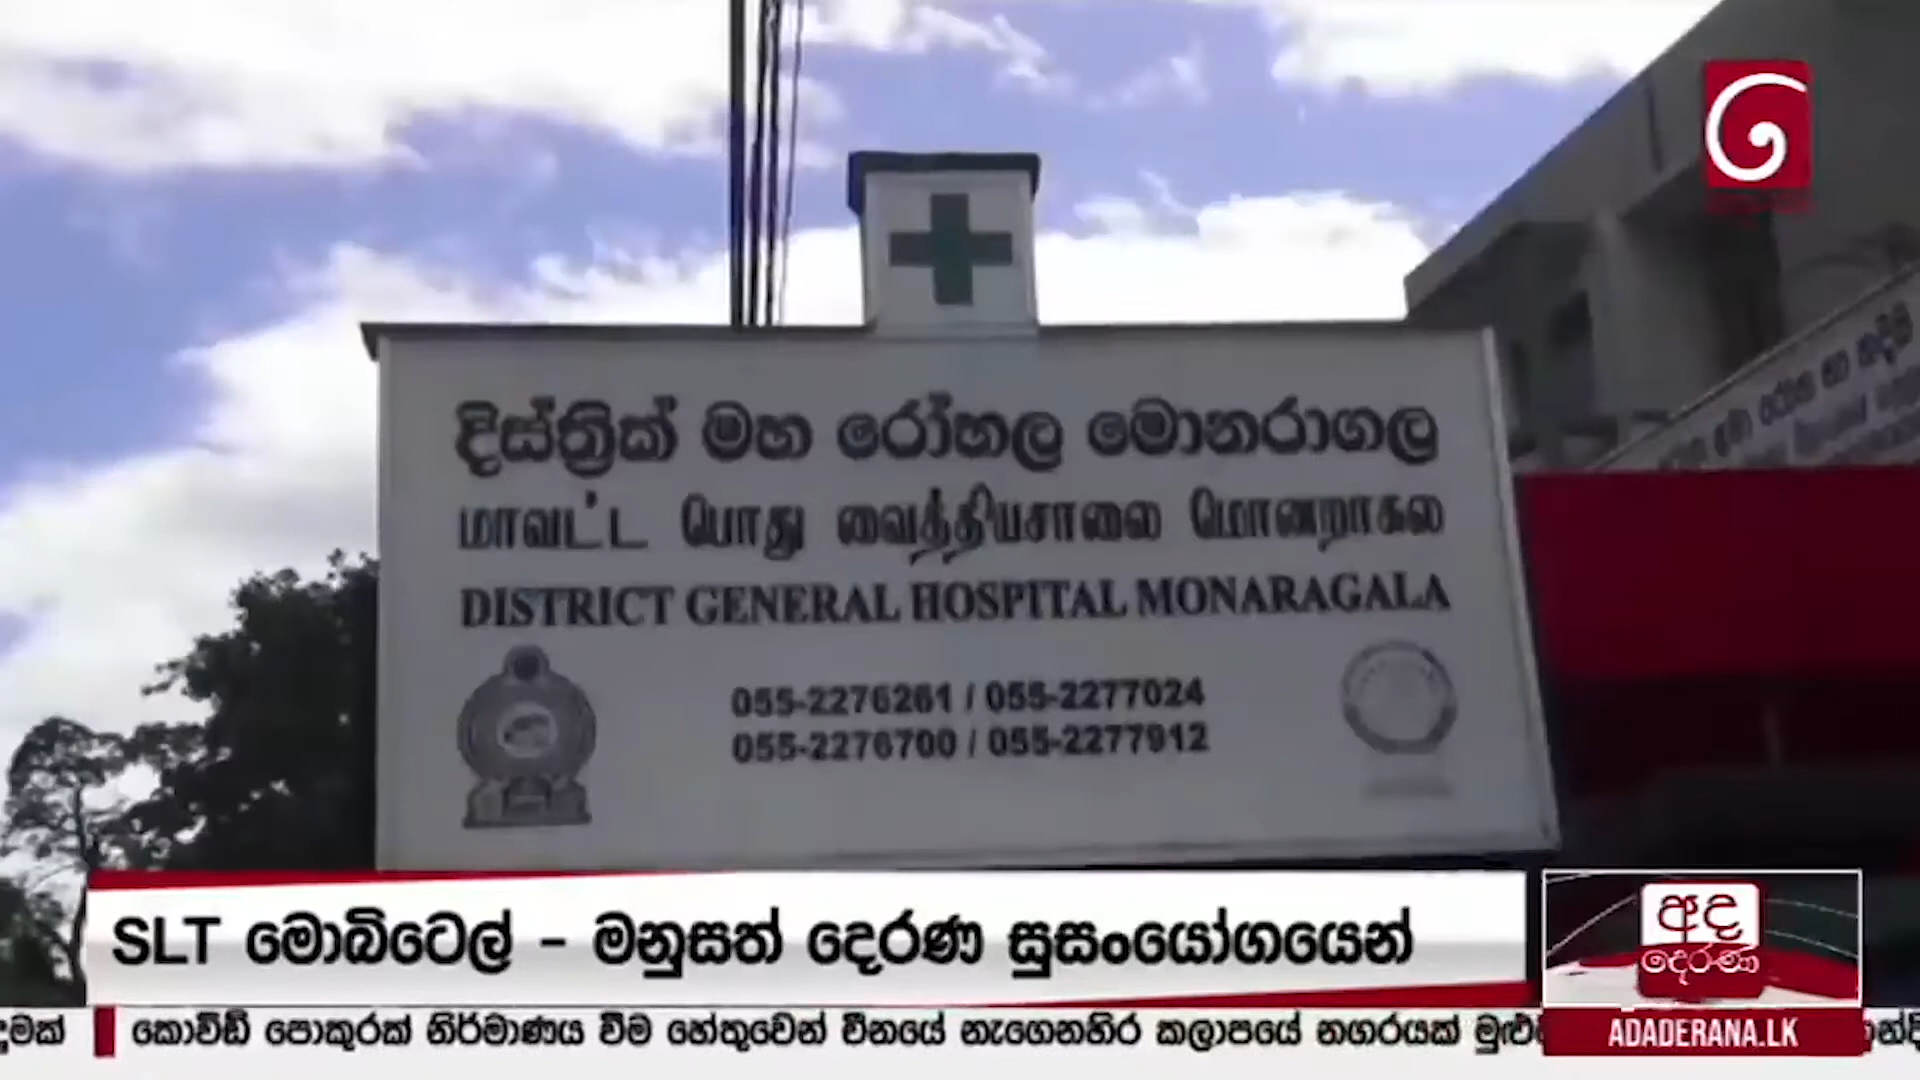 දිස්ත්‍රික් මහ රෝහල මොනරාගල
மாவட்ட பொது வைத்தியசாலை மொணறாகல
DISTRICT GENERAL HOSPITAL MONARAGALA
055-2276261 / 055-2277024
055-2276700 / 055-2277912
SLT මොබිටෙල් - මනුසත් දෙරණ සුසංයෝගයෙන්
අද
දෙරණ
කොවිඩ් පොකුරක් නිර්මාණය වීම හේතුවෙන් චීනයේ නැගෙනහිර කලාපයේ නගරයක්
ADADERANA.LK